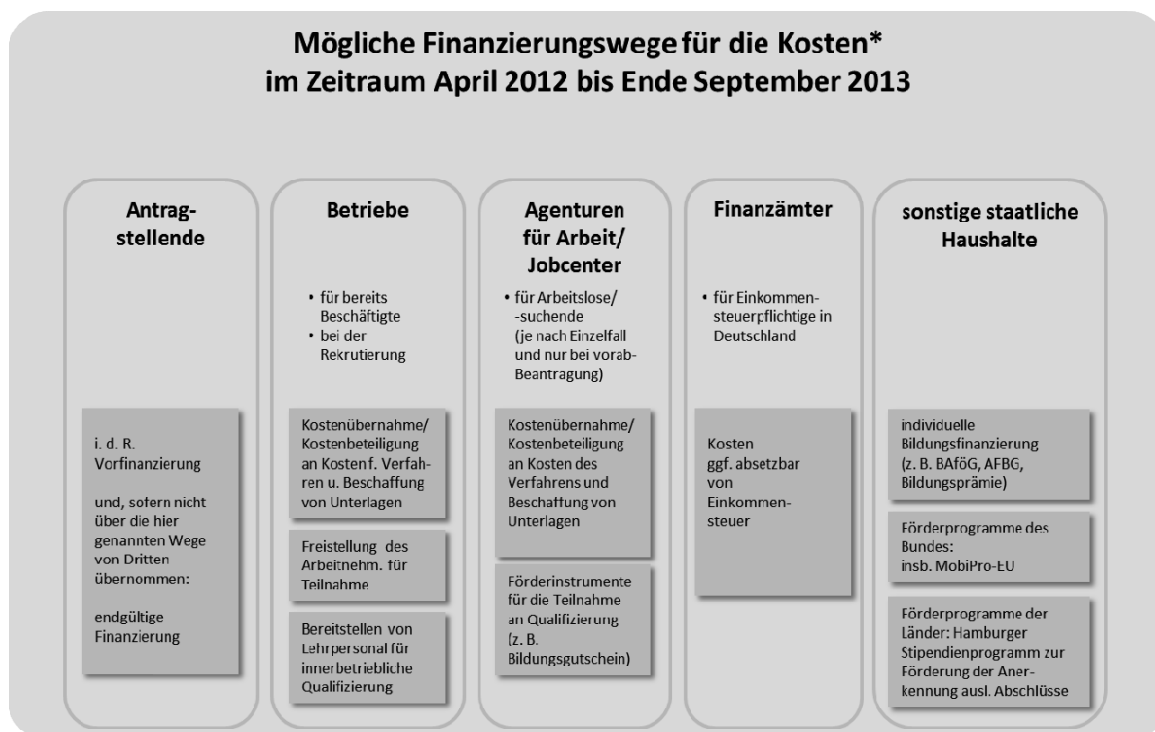 Mögliche Finanzierungswege für die Kosten*
im Zeitraum April 2012 bis Ende September 2013
Antrag-
stellende
i. d. R.
Vorfinanzierung
und, sofern nicht
über die hier
genannten Wege
von Dritten
übernommen:
endgültige
Finanzierung
Betriebe
• für bereits
Beschäftigte
• bei der
Rekrutierung
Kostenübernahme/
Kostenbeteiligung
an Kosten f. Verfah-
ren u. Beschaffung
von Unterlagen
Freistellung des
Arbeitnehm. für
Teilnahme
Bereitstellen von
Lehrpersonal für
innerbetriebliche
Qualifizierung
Agenturen
für Arbeit/
Jobcenter
• für Arbeitslose/
-suchende
(je nach Einzelfall
und nur bei vorab-
Beantragung)
Kostenübernahme/
Kostenbeteiligung
an Kosten des
Verfahrens und
Beschaffung von
Unterlagen
Förderinstrumente
für die Teilnahme
an Qualifizierung
(z. B.
Bildungsgutschein)
Finanzämter
• für Einkommen-
steuerpflichtige in
Deutschland
Kosten
ggf. absetzbar
von
Einkommen-
steuer
sonstige staatliche
Haushalte
individuelle
Bildungsfinanzierung
(z. B. BAföG, AFBG,
Bildungsprämie)
Förderprogramme des
Bundes:
insb. MobiPro-EU
Förderprogramme der
Länder: Hamburger
Stipendienprogramm zur
Förderung der Aner-
kennung ausl. Abschlüsse